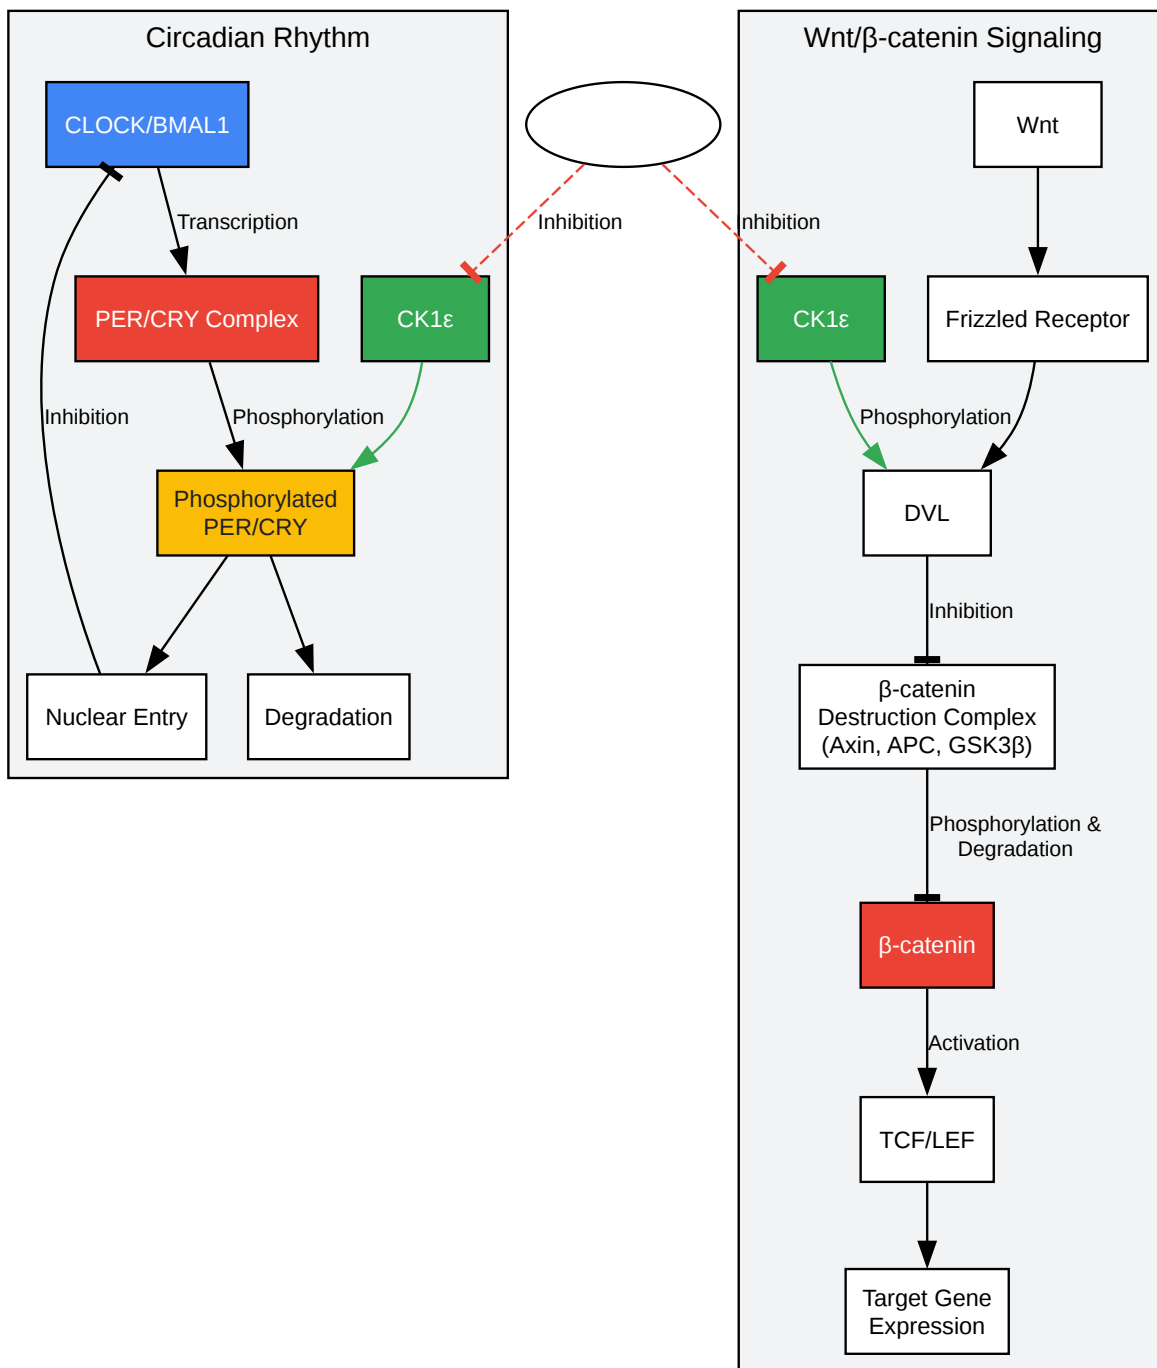 Circadian Rhythm
CLOCK/BMAL1
Transcription
PER/CRY Complex
CK1ε
Inhibition
Phosphorylation
Phosphorylated
PER/CRY
Nuclear Entry
Degradation
Inhibition
Inhibition
Wnt/β-catenin Signaling
Wnt
CK1ε
Frizzled Receptor
Phosphorylation
DVL
Inhibition
β-catenin
Destruction Complex
(Axin, APC, GSK3β)
Phosphorylation &
Degradation
β-catenin
Activation
TCF/LEF
Target Gene
Expression